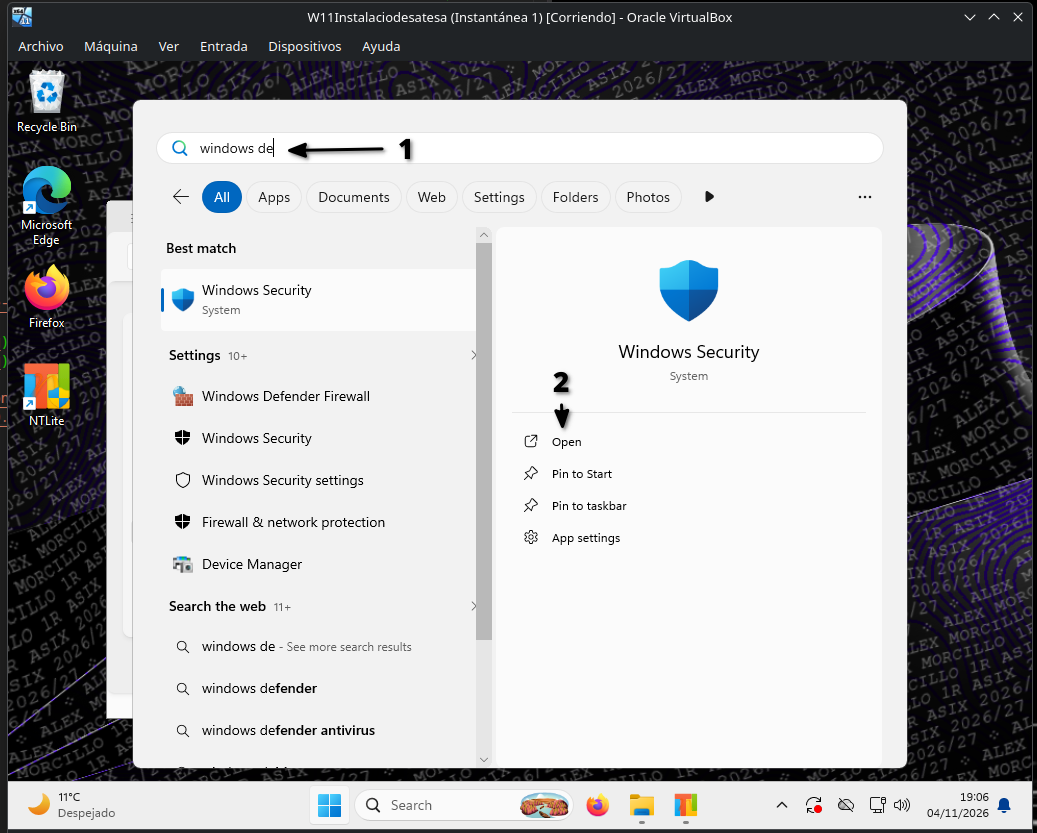 W11Instalaciodesatesa (Instantánea 1) [Corriendo] - Oracle VirtualBox
Archivo Máquina Ver Entrada Dispositivos Ayuda
Recycle Bin
Microsoft
Edge
Firefox
NTLite
windows de
1
All Apps Documents Web Settings Folders Photos
Best match
Windows Security
System
Settings 10+
Windows Defender Firewall
Windows Security
Windows Security settings
Firewall & network protection
Device Manager
Search the web 11+
windows de - See more search results
windows defender
windows defender antivirus
Windows Security
System
2
Open
Pin to Start
Pin to taskbar
App settings
ALEX MORCILLO 1R ASIX 2026/27
11°C
Despejado
Search
19:06
04/11/2026